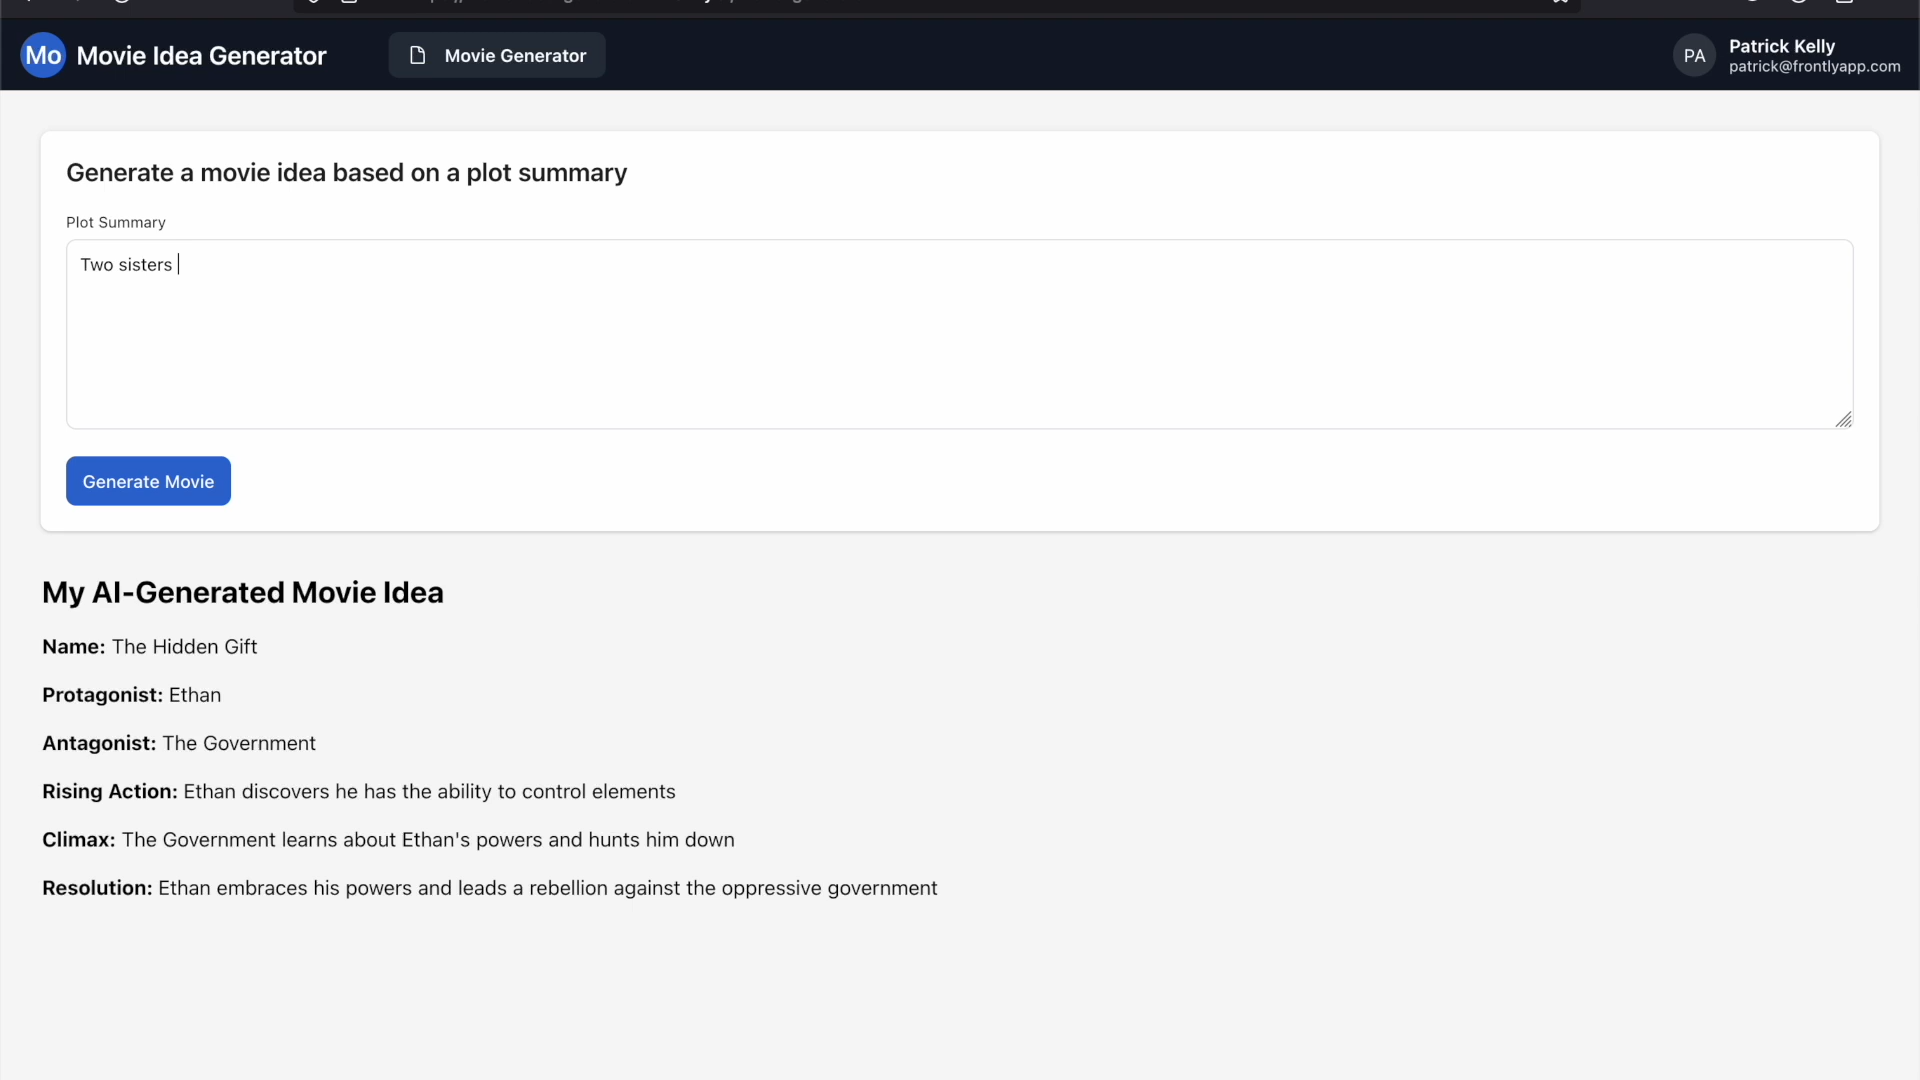 Mo Movie Idea Generator
Movie Generator
PA
Patrick Kelly
patrick@frontlyapp.com
Generate a movie idea based on a plot summary
Plot Summary
Two sisters
Generate Movie
My AI-Generated Movie Idea
Name: The Hidden Gift
Protagonist: Ethan
Antagonist: The Government
Rising Action: Ethan discovers he has the ability to control elements
Climax: The Government learns about Ethan's powers and hunts him down
Resolution: Ethan embraces his powers and leads a rebellion against the oppressive government